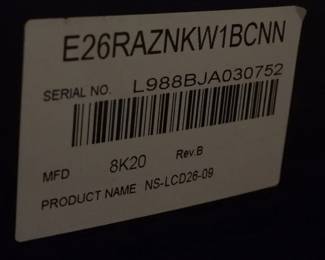 E26RAZNKW1BCNN
SERIAL NO. L988BJA030752
MFD 8K20 Rev.B
PRODUCT NAME NS-LCD26-09